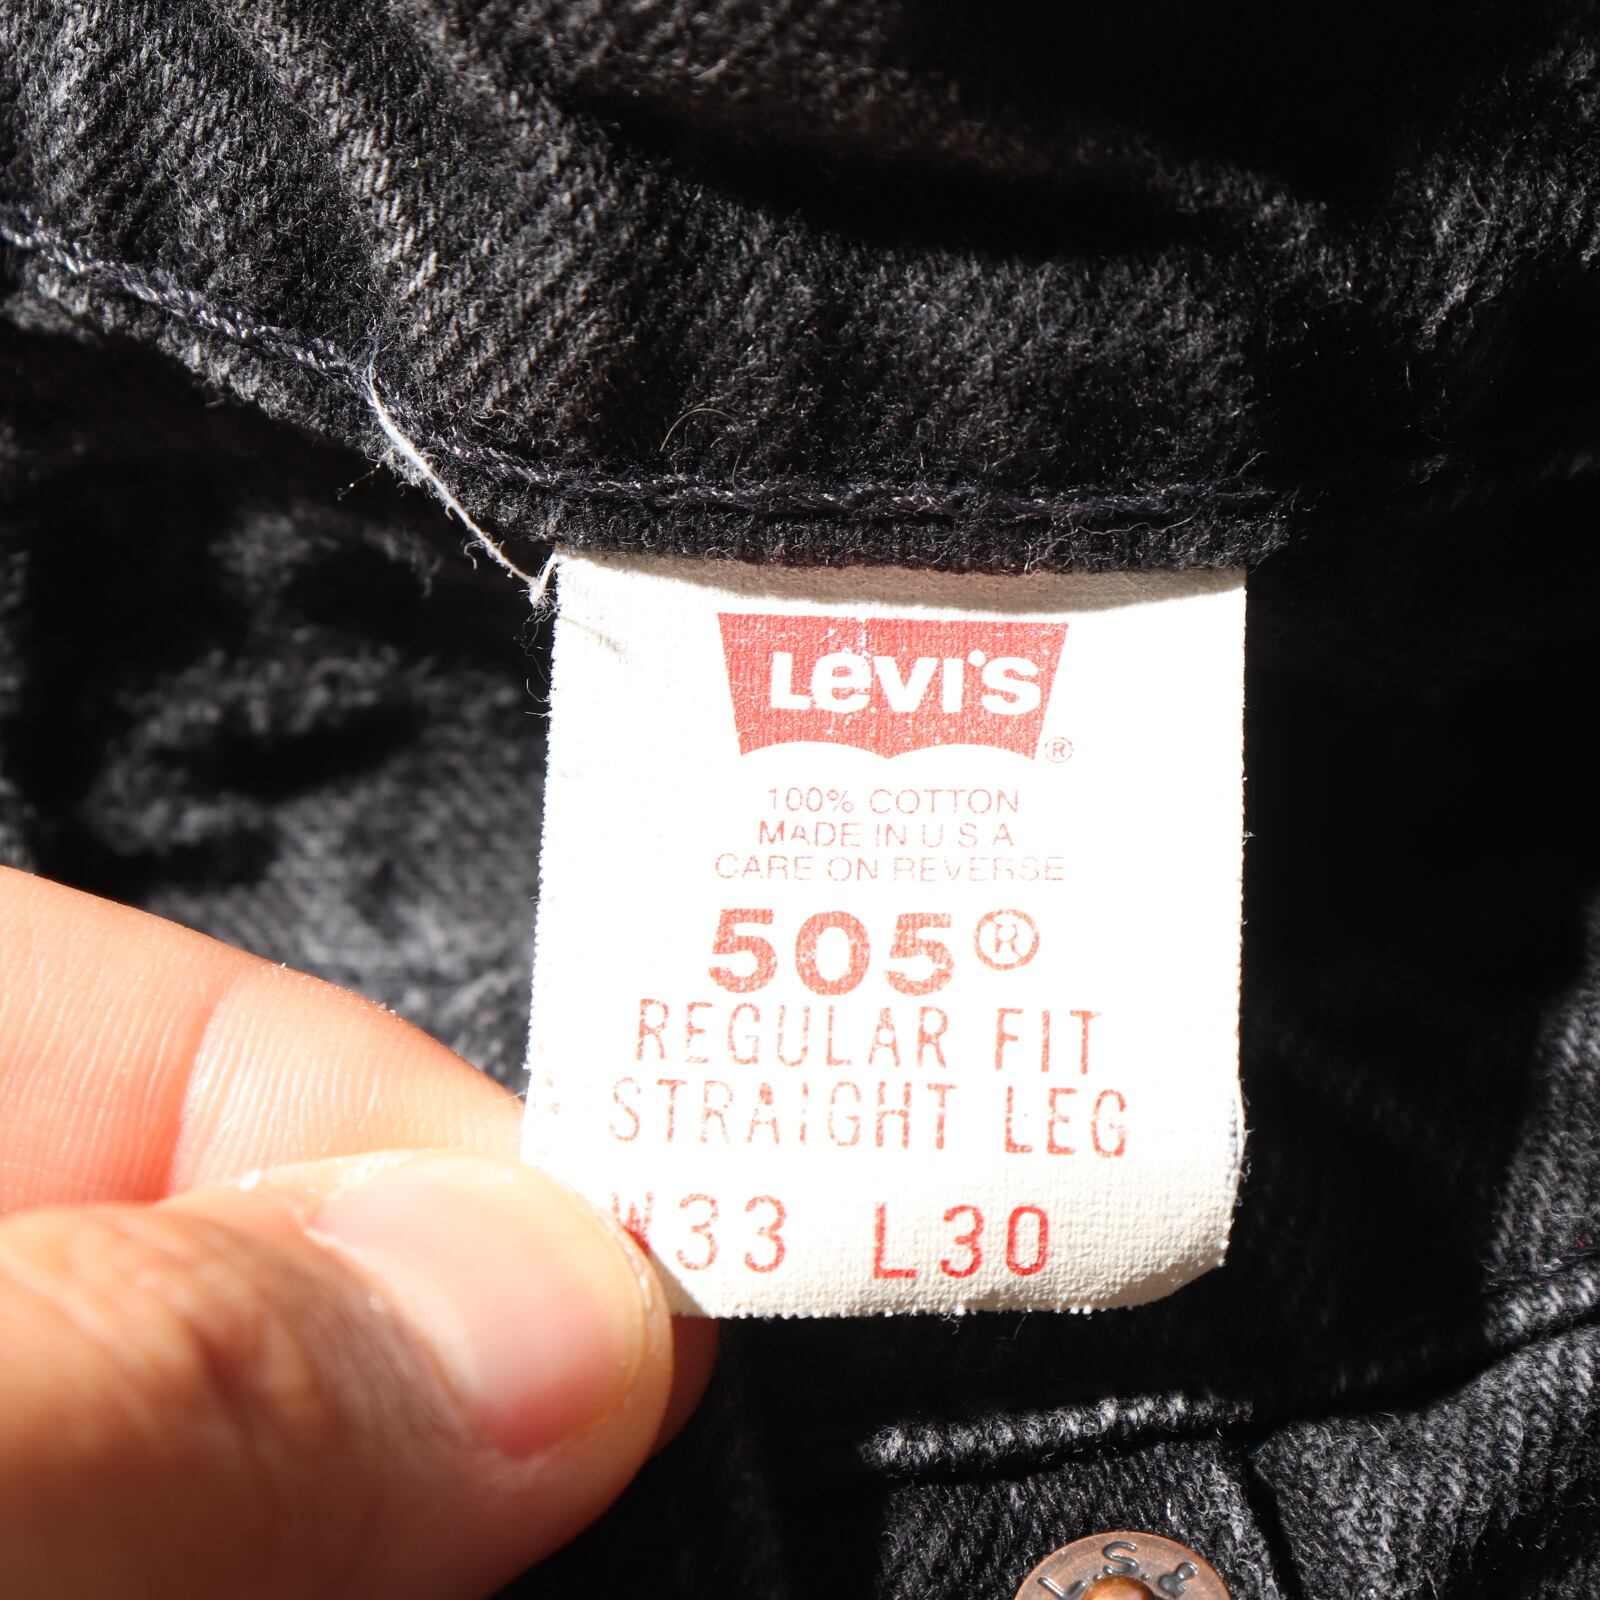 Levi's ®
100% COTTON
MADE IN U.S.A.
CARE ON REVERSE
505®
REGULAR FIT
STRAIGHT LEG
W33 L30
L.S.&